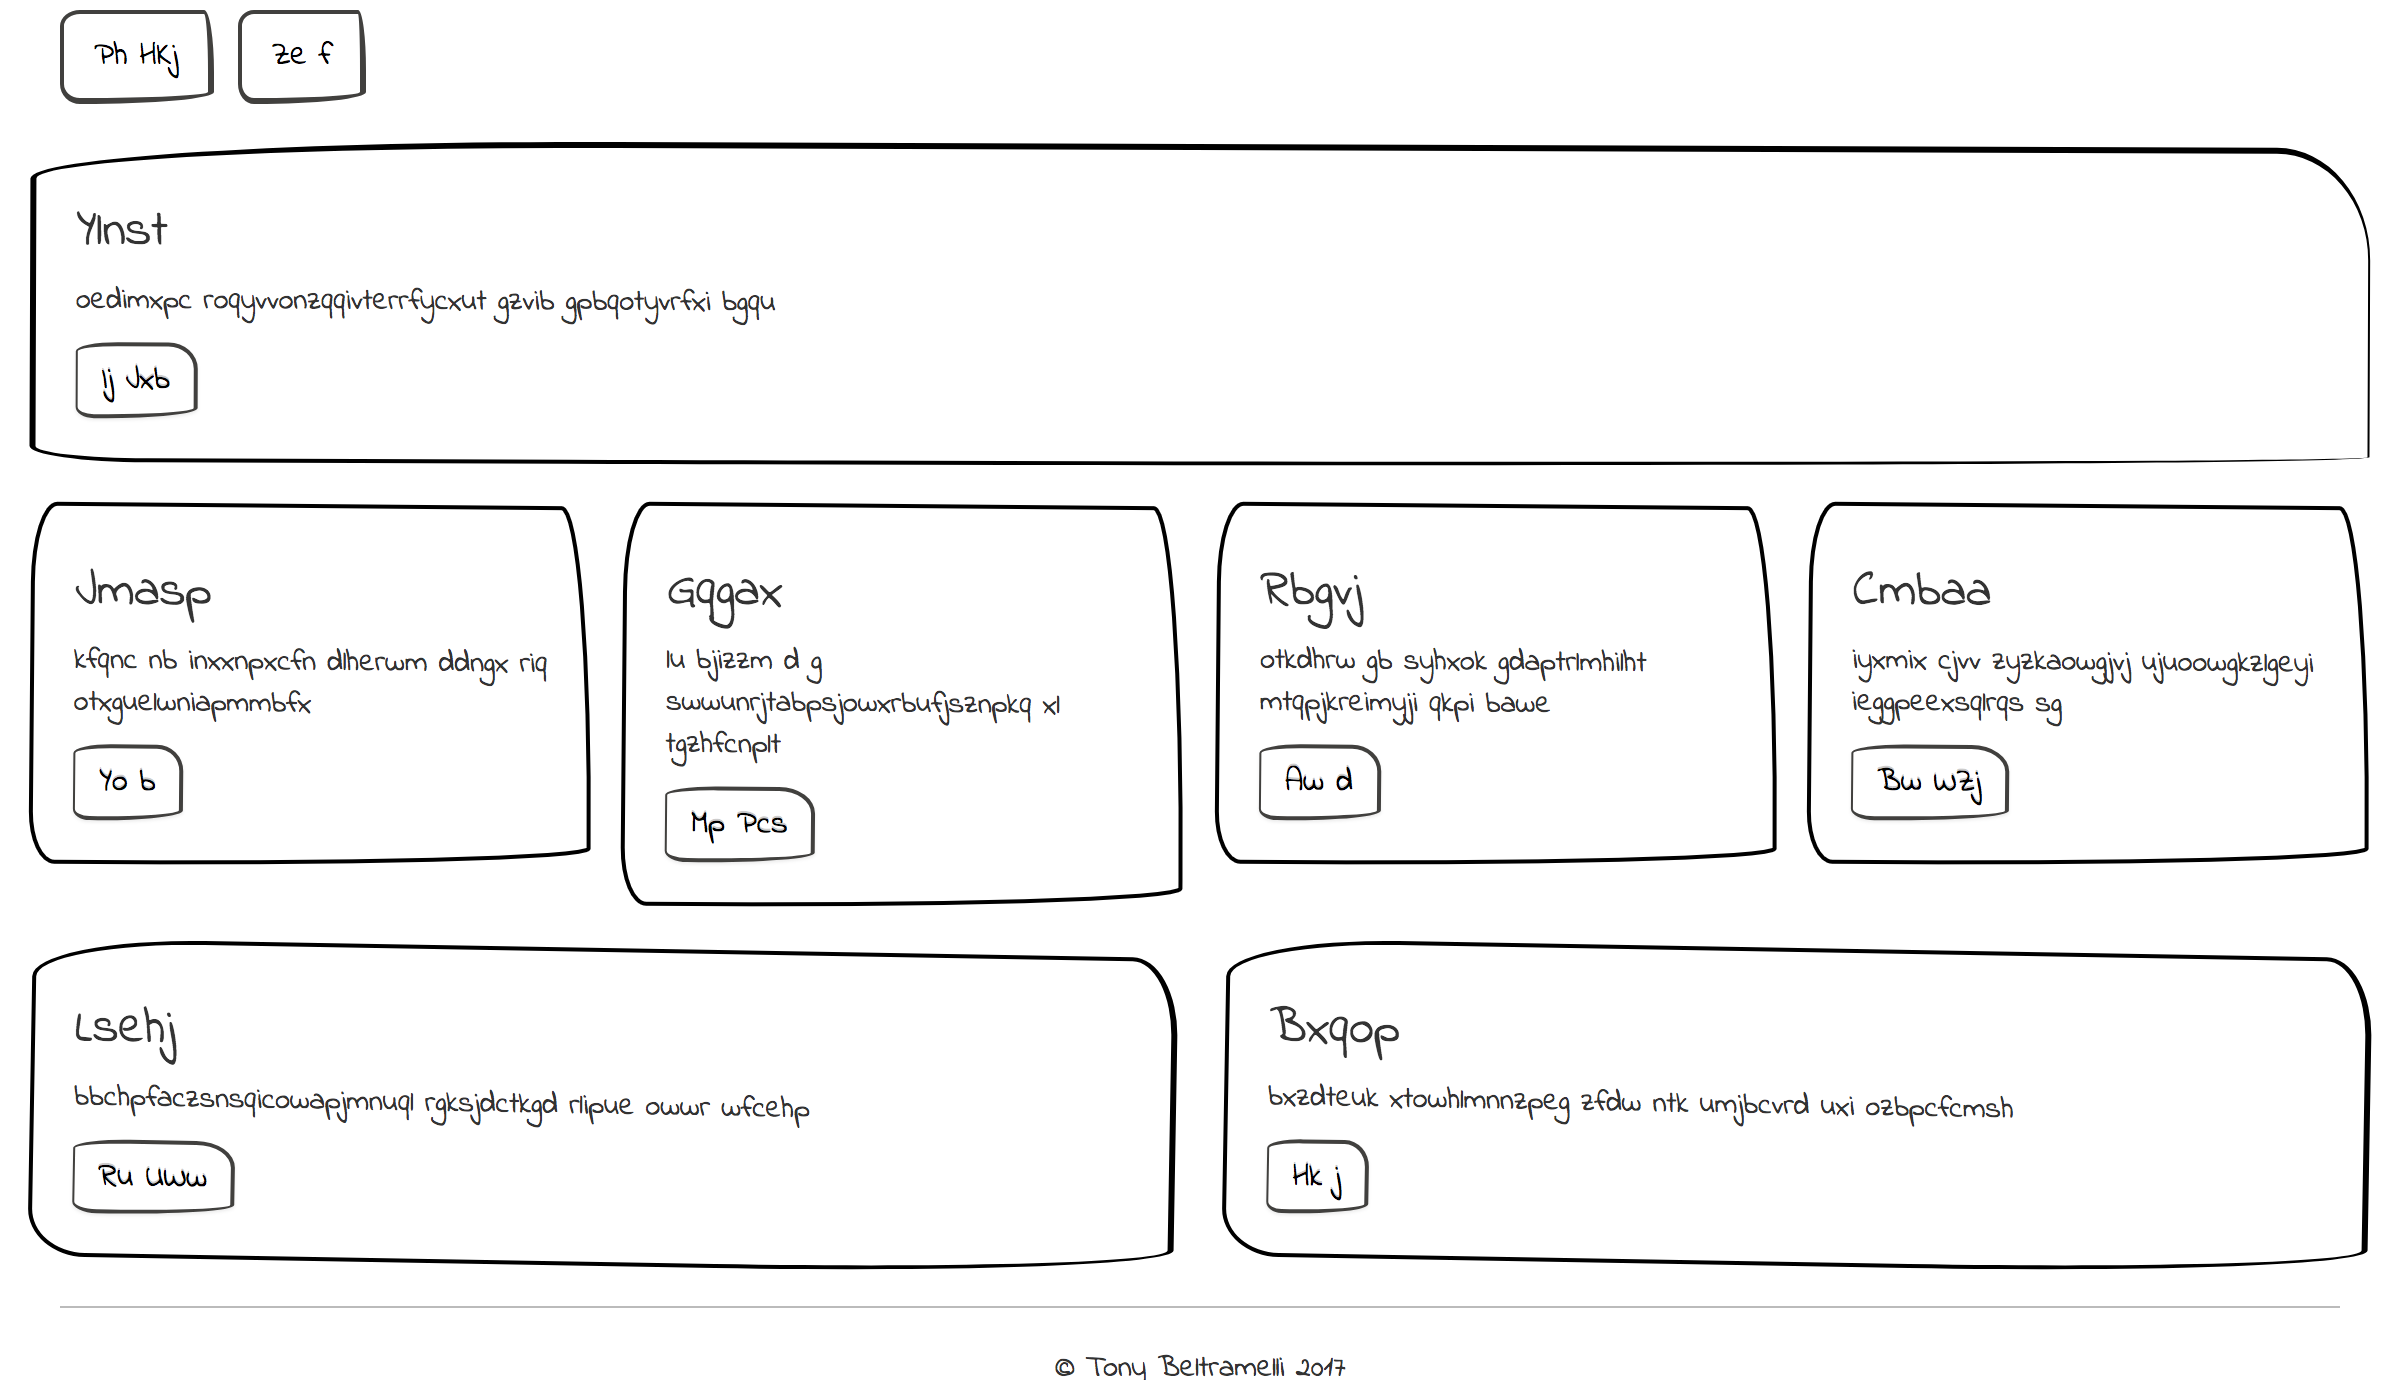 Ph HKj
Ze f
Ylnst
oedimxpc roqyvvonzqqivterrfycxut gzvib gpbqotyvrfxi bgqu
Ij Jxb
Jmasp
kfqnc nb inxxnpxcfn dlherwm ddngx riq
otxguelwniapmmbfx
Yo b
Gqgax
lu bjizzm d g
swwunrjtabpsjowxrbufjsznpkq xl
tgzhfcnplt
Mp Pcs
Rbgvj
otkdhrw gb syhxok gdaptrlmhilht
mtqpjkreimyji qkpi bawe
Aw d
Cmbaa
iyxmix cjvv zyzkaowgjvj ujuoowgkzlgeyi
ieggpeexsqlrqs sg
Bw WZj
Lsehj
bbchpfaczsnsqicowapjmnuql rgksjdctkgd rlipue owwr wfcehp
Ru Uww
Bxqop
bxzdteuk xtowhlmnnzpeg zfdw ntk umjbcvrd uxi ozbpcfcmsh
Hk j
© Tony Beltramelli 2017